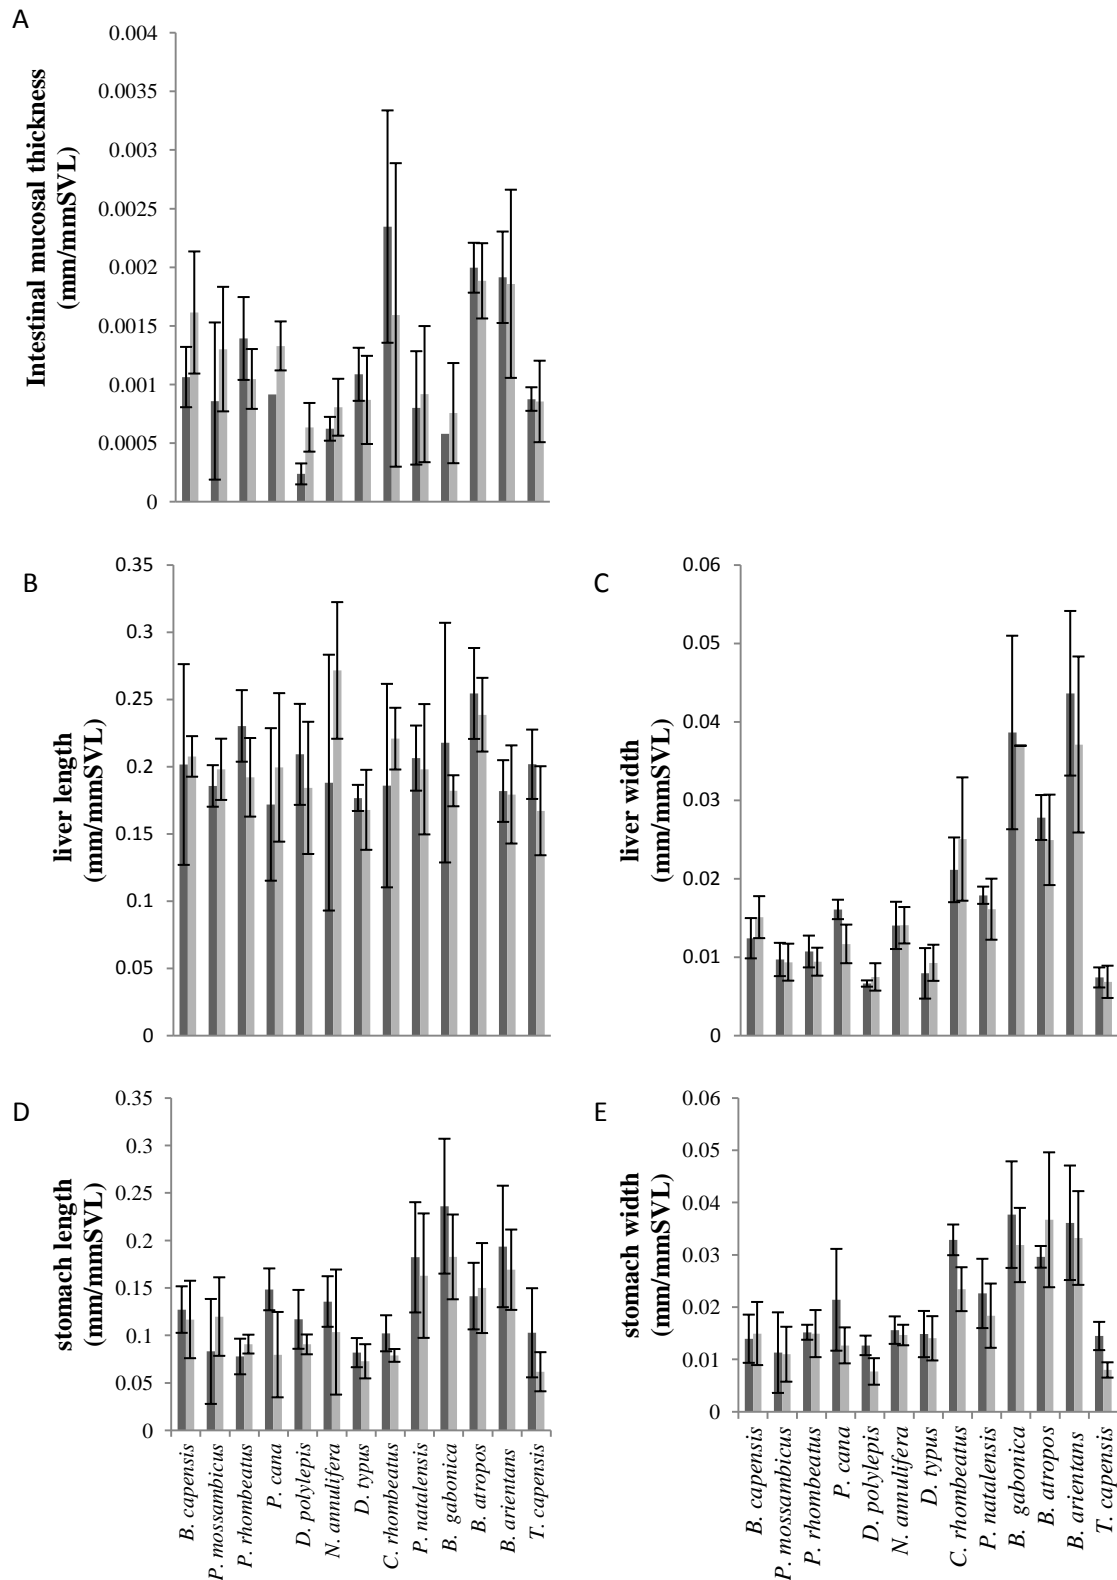 A
Intestinal mucosal thickness
(mm/mmSVL)
0.004
0.0035
0.003
0.0025
0.002
0.0015
0.001
0.0005
0
B
liver length
(mm/mmSVL)
0.35
0.3
0.25
0.2
0.15
0.1
0.05
0
C
liver width
(mm/mmSVL)
0.06
0.05
0.04
0.03
0.02
0.01
0
D
stomach length
(mm/mmSVL)
0.35
0.3
0.25
0.2
0.15
0.1
0.05
0
B. capensis
P. mossambicus
P. rhombeatus
P. cana
D. polylepis
N. annulifera
D. typus
C. rhombeatus
P. natalensis
B. gabonica
B. atropos
B. arientans
T. capensis
E
stomach width
(mm/mmSVL)
0.06
0.05
0.04
0.03
0.02
0.01
0
B. capensis
P. mossambicus
P. rhombeatus
P. cana
D. polylepis
N. annulifera
D. typus
C. rhombeatus
P. natalensis
B. gabonica
B. atropos
B. arientans
T. capensis